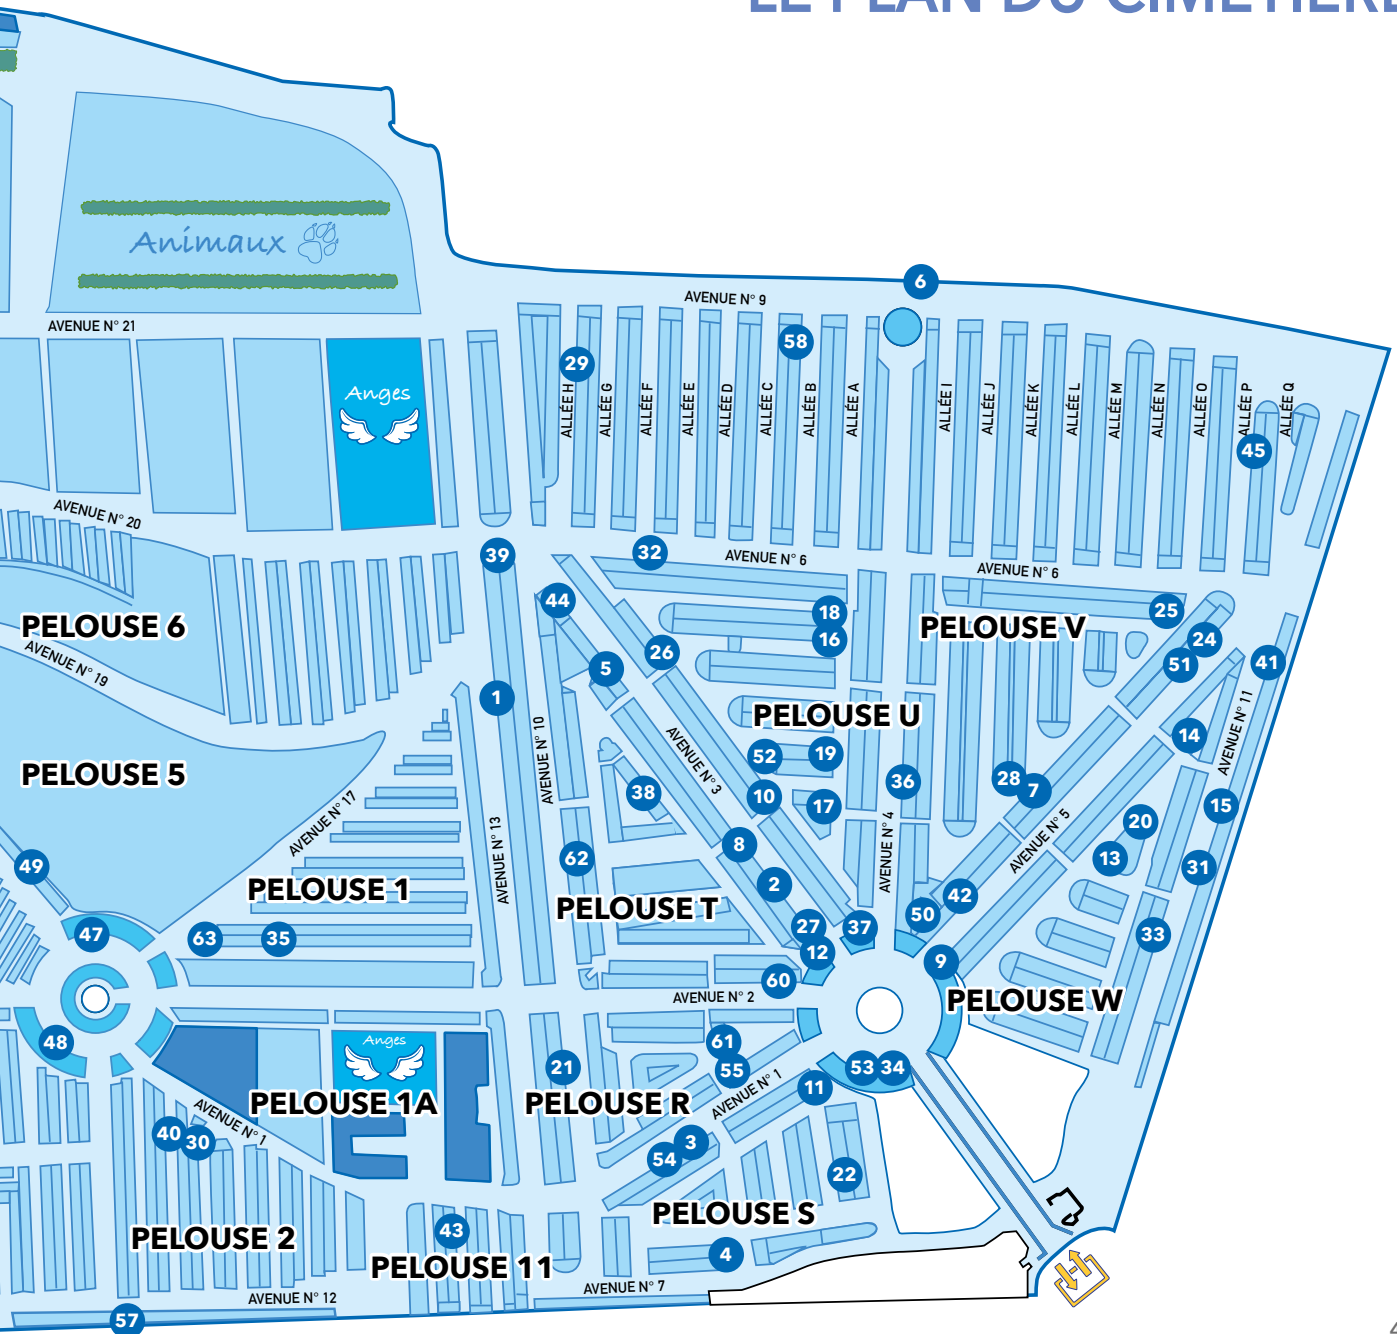 LE PLAN DU CIMETIÈRE
Animaux
6
AVENUE N° 9
AVENUE N° 21
58
29
Anges
ALLÉE H
ALLÉE G
ALLÉE F
ALLÉE E
ALLÉE D
ALLÉE C
ALLÉE B
ALLÉE A
ALLÉE I
ALLÉE J
ALLÉE K
ALLÉE L
ALLÉE M
ALLÉE N
ALLÉE O
ALLÉE P
ALLÉE Q
45
AVENUE N° 20
39
32
AVENUE N° 6
AVENUE N° 6
44
18
25
PELOUSE 6
16
PELOUSE V
24
26
51
41
5
AVENUE N° 19
1
PELOUSE U
AVENUE N° 10
AVENUE N° 3
14
AVENUE N° 11
52
19
PELOUSE 5
36
28
7
38
10
17
15
AVENUE N° 17
20
AVENUE N° 13
AVENUE N° 4
AVENUE N° 5
8
62
13
49
31
2
PELOUSE 1
42
PELOUSE T
50
27
37
47
63
35
33
12
9
60
AVENUE N° 2
PELOUSE W
48
Anges
61
21
55
53
34
11
PELOUSE 1A
PELOUSE R
AVENUE N° 1
AVENUE N° 1
40
30
3
54
22
PELOUSE S
43
PELOUSE 2
4
PELOUSE 11
AVENUE N° 7
AVENUE N° 12
57